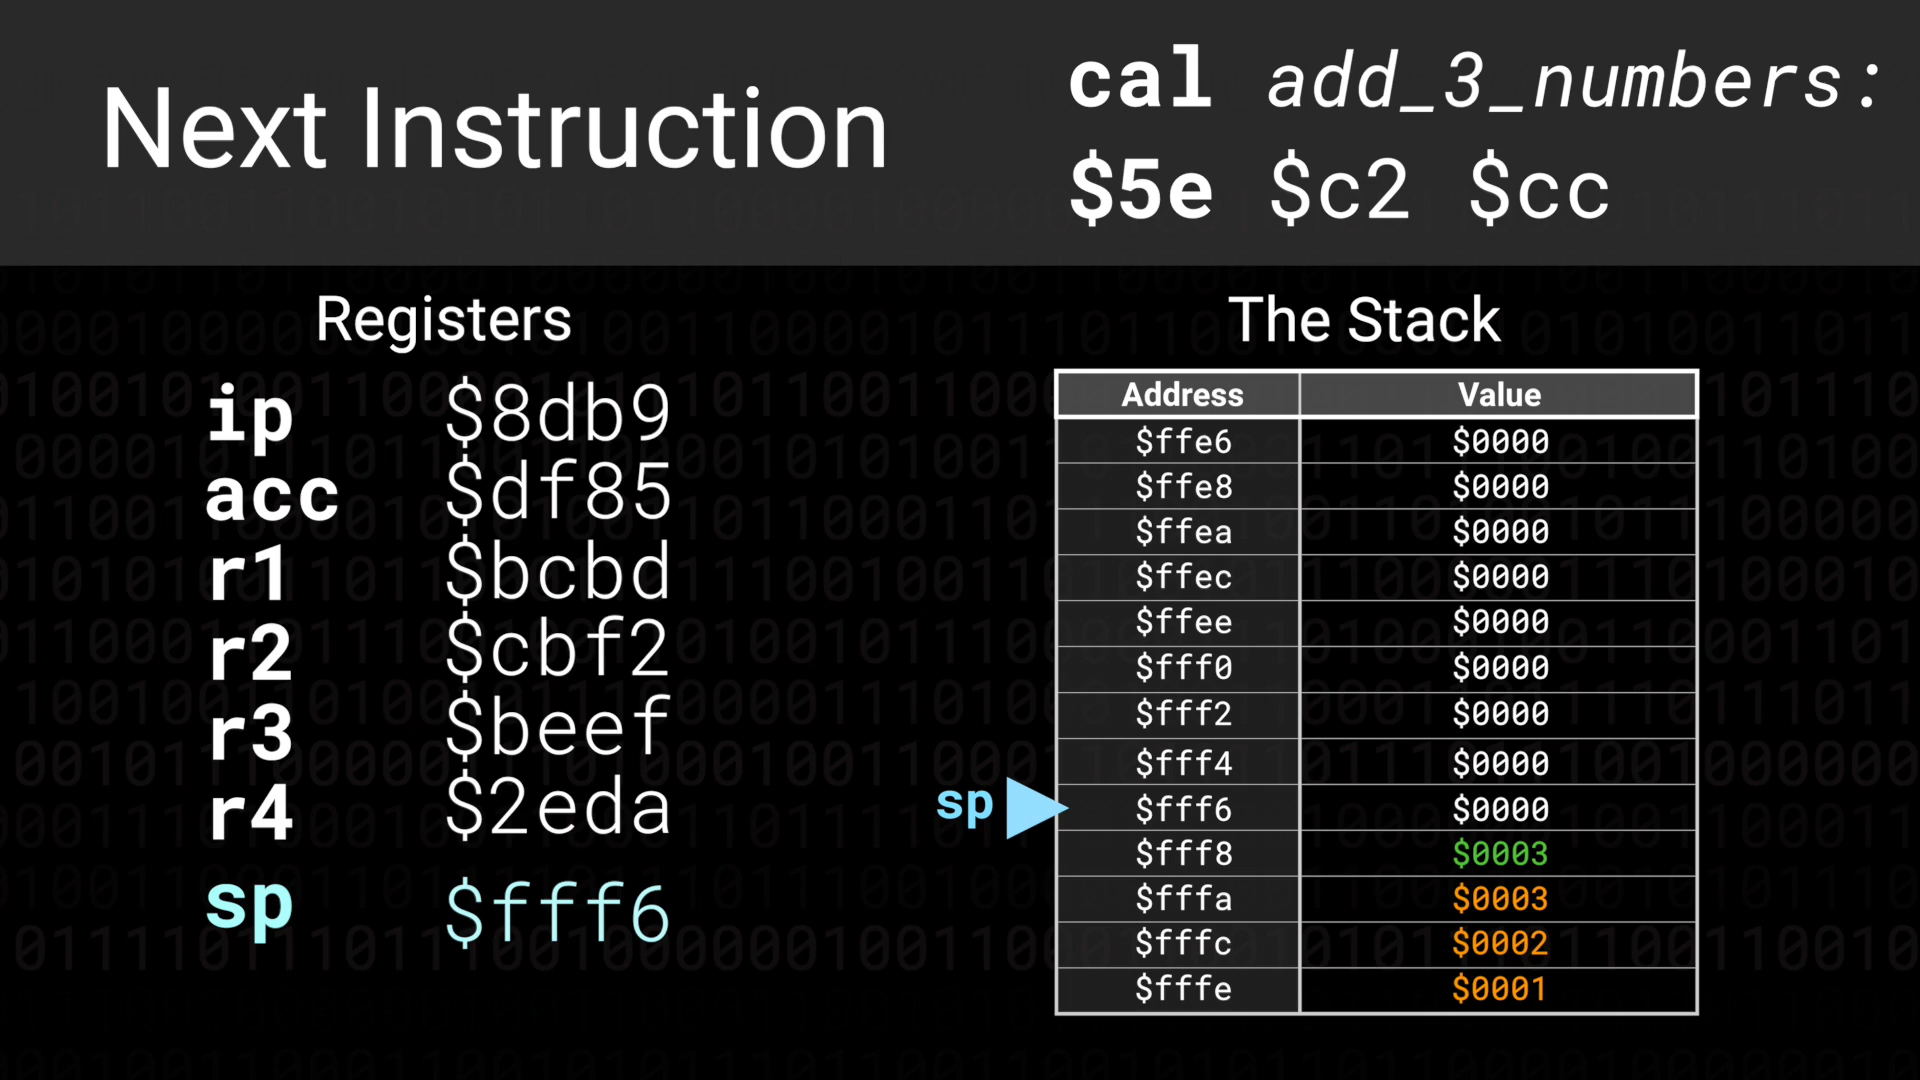 Next Instruction
cal add_3_numbers:
$5e $c2 $cc
Registers
ip $8db9
acc $df85
r1 $bcbd
r2 $cbf2
r3 $beef
r4 $2eda
sp $fff6
The Stack
Address Value
$ffe6 $0000
$ffe8 $0000
$ffea $0000
$ffec $0000
$ffee $0000
$fff0 $0000
$fff2 $0000
$fff4 $0000
sp $fff6 $0000
$fff8 $0003
$fffa $0003
$fffc $0002
$fffe $0001